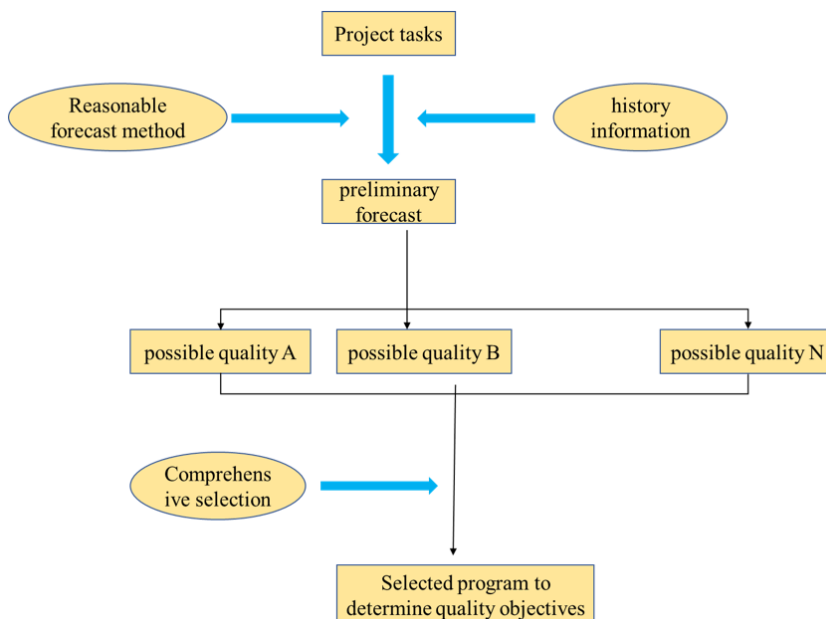 Project tasks
Reasonable
forecast method
history
information
preliminary
forecast
possible quality A
possible quality B
possible quality N
Comprehens
ive selection
Selected program to
determine quality objectives